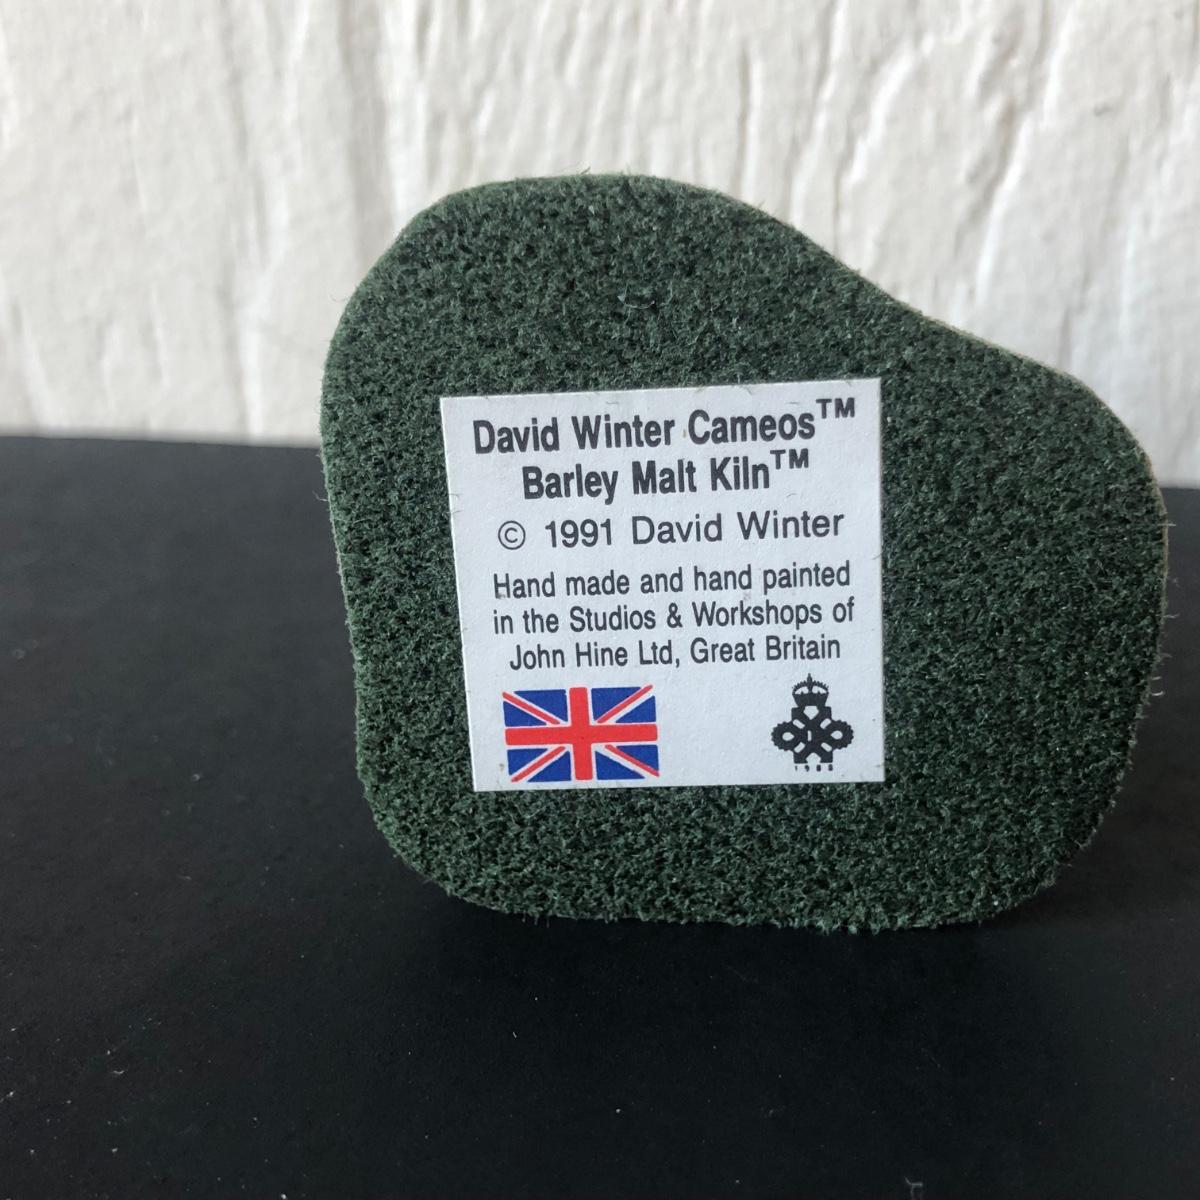 David Winter Cameos™
Barley Malt Kiln™
© 1991 David Winter
Hand made and hand painted
in the Studios & Workshops of
John Hine Ltd, Great Britain
1988